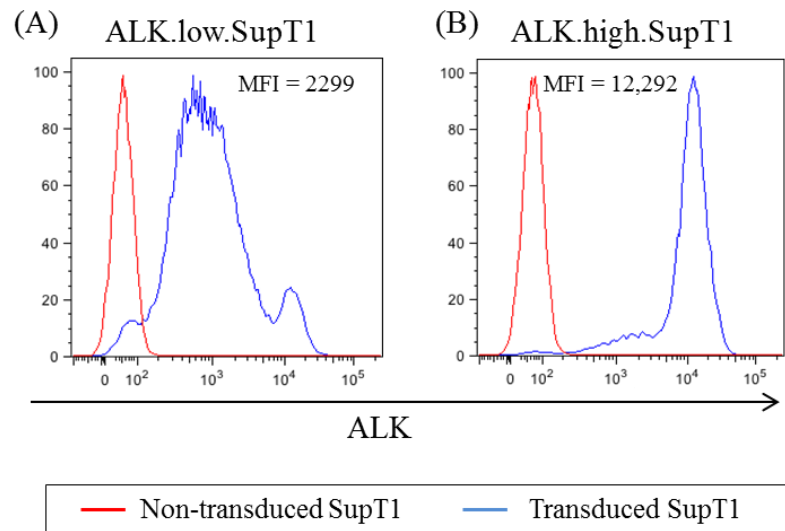 (A)
ALK.low.SupT1
MFI = 2299
100
80
60
40
20
0
0 10² 10³ 10⁴ 10⁵
(B)
ALK.high.SupT1
MFI = 12,292
100
80
60
40
20
0
0 10² 10³ 10⁴ 10⁵
ALK
Non-transduced SupT1 Transduced SupT1